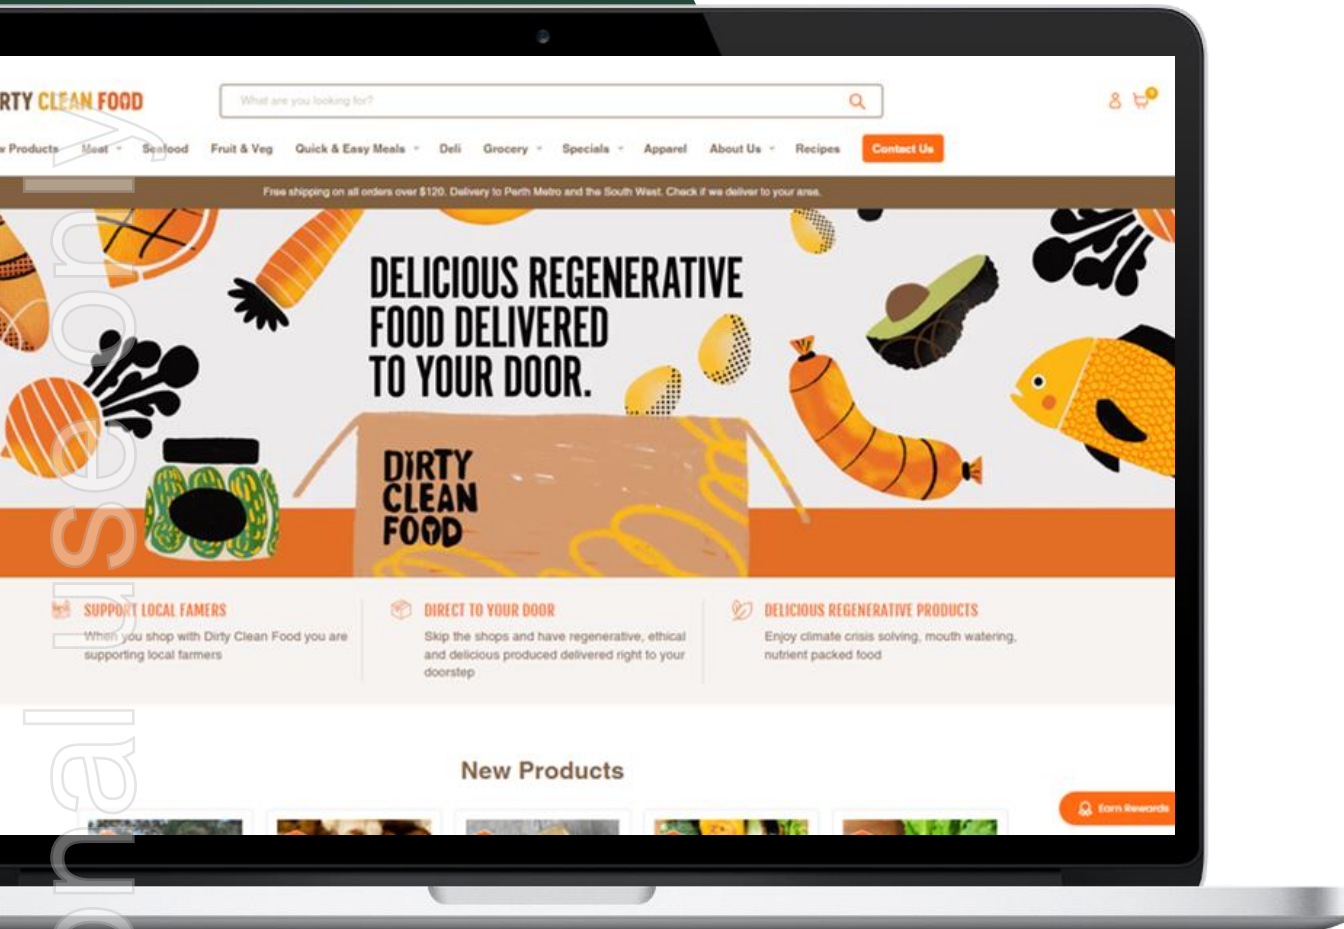 RTY CLEAN FOOD
What are you looking for?
0
w Products Meat Seafood Fruit & Veg Quick & Easy Meals Deli Grocery Specials Apparel About Us Recipes Contact Us
Free shipping on all orders over $120. Delivery to Perth Metro and the South West. Check if we deliver to your area.
DELICIOUS REGENERATIVE
FOOD DELIVERED
TO YOUR DOOR.
DIRTY
CLEAN
FOOD
SUPPORT LOCAL FAMERS
When you shop with Dirty Clean Food you are
supporting local farmers
DIRECT TO YOUR DOOR
Skip the shops and have regenerative, ethical
and delicious produced delivered right to your
doorstep
DELICIOUS REGENERATIVE PRODUCTS
Enjoy climate crisis solving, mouth watering,
nutrient packed food
New Products
Earn Rewards
onal use only